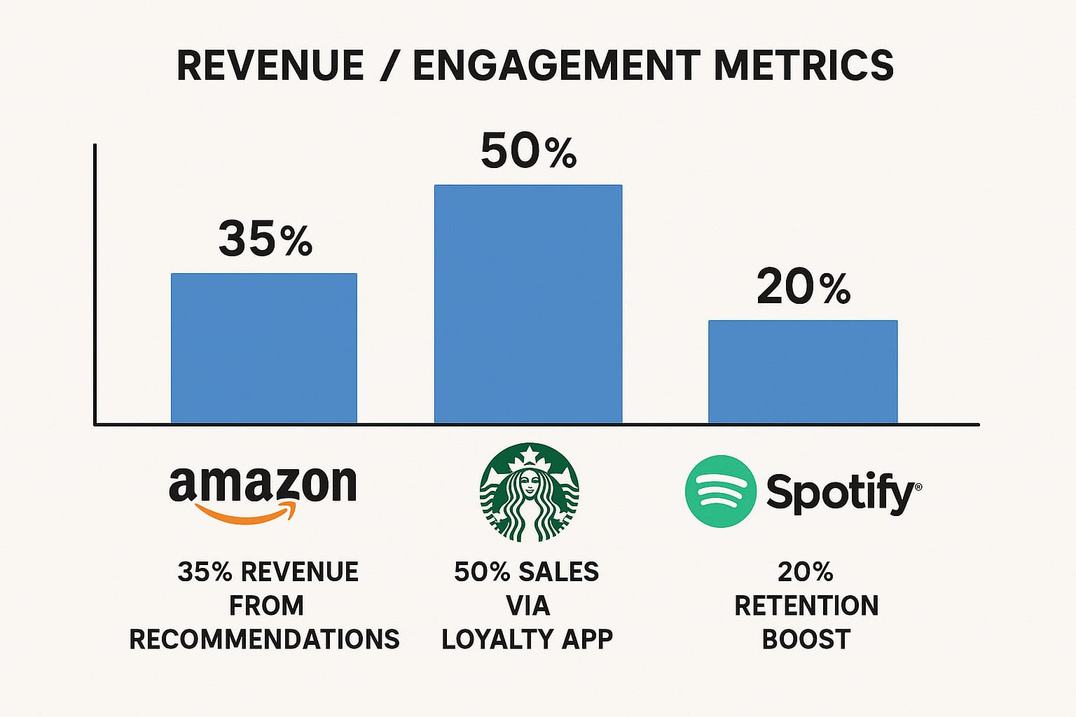 REVENUE / ENGAGEMENT METRICS
50%
35%
20%
amazon
Spotify®
35% REVENUE
FROM
RECOMMENDATIONS
50% SALES
VIA
LOYALTY APP
20%
RETENTION
BOOST